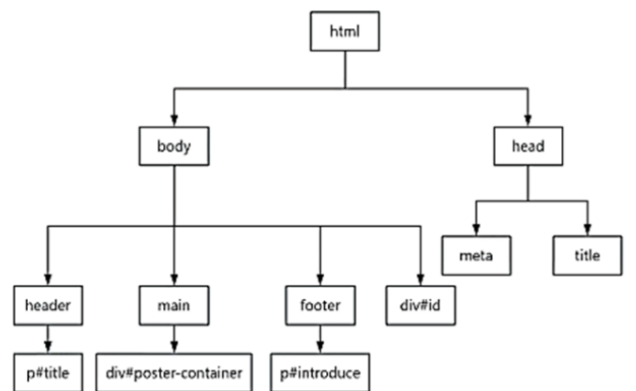 html
body
head
meta
title
header
main
footer
div#id
p#title
div#poster-container
p#introduce